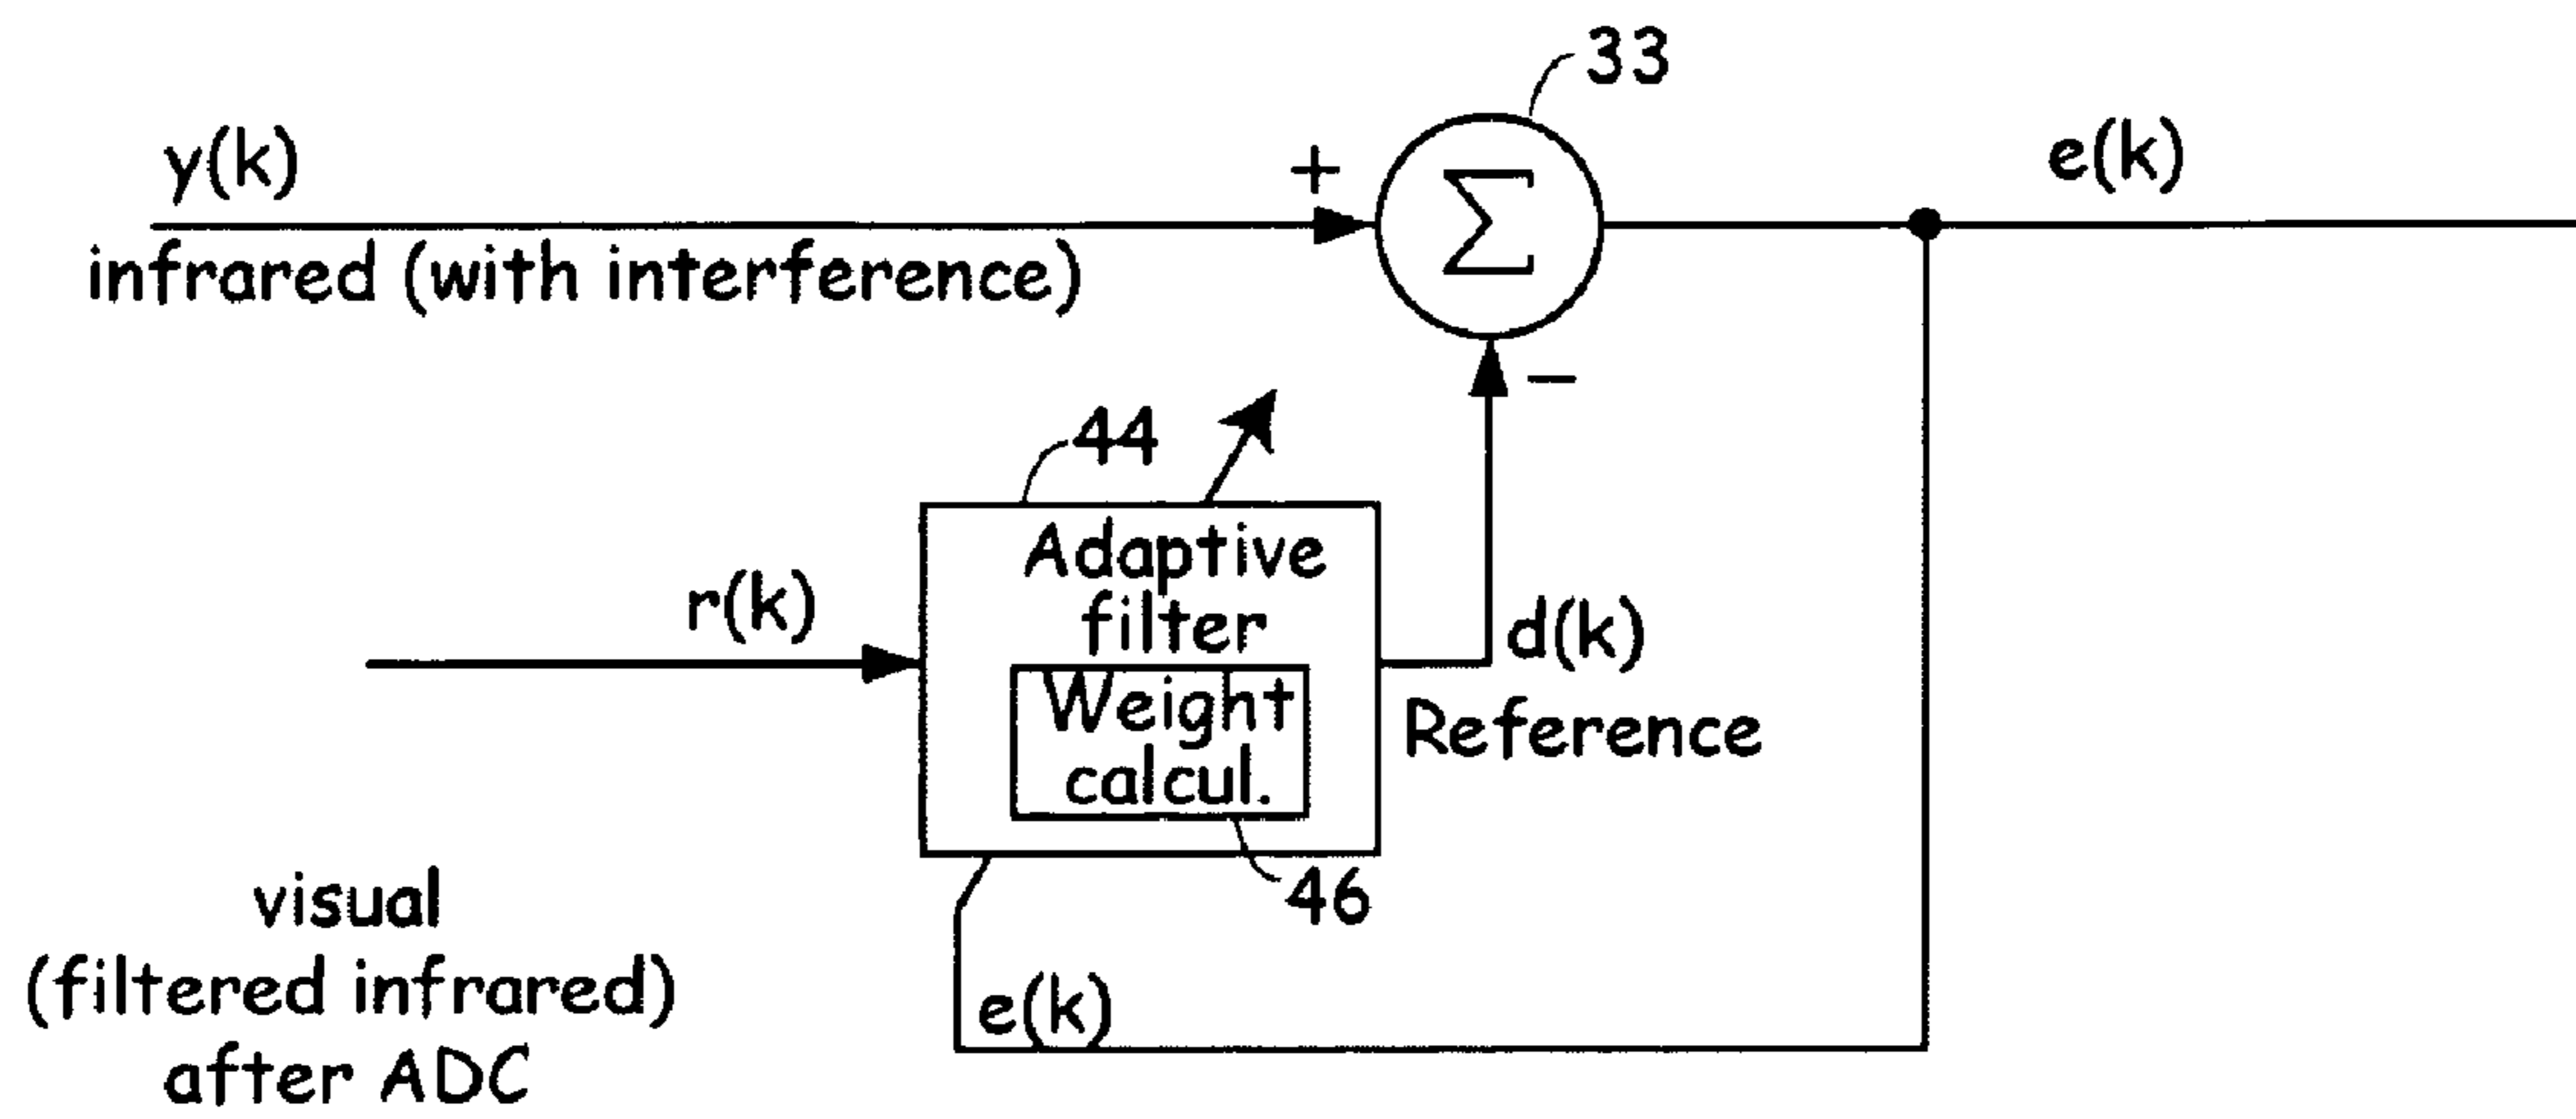 33
y(k)
+
Σ
e(k)
infrared (with interference)
−
44
Adaptive
filter
r(k)
d(k)
Weight
calcul.
Reference
46
visual
(filtered infrared)
after ADC
e(k)